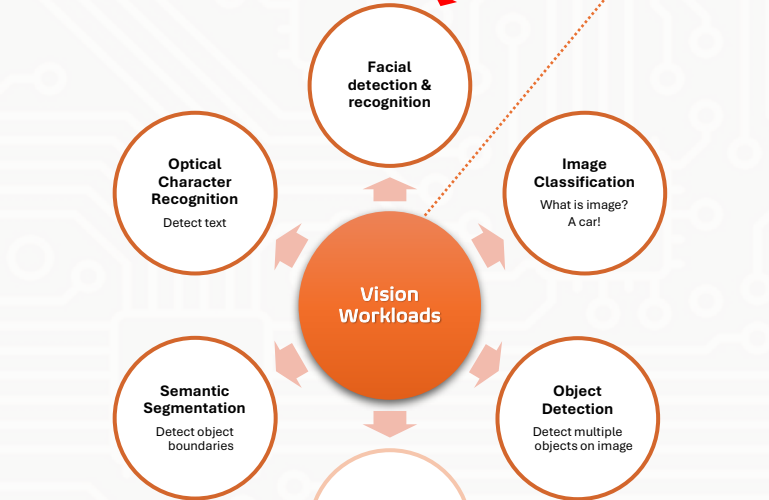 Facial
detection &
recognition
Optical
Character
Recognition
Detect text
Image
Classification
What is image?
A car!
Vision
Workloads
Semantic
Segmentation
Detect object
boundaries
Object
Detection
Detect multiple
objects on image